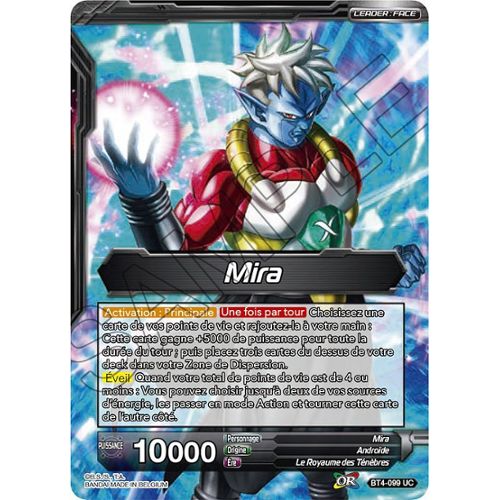 LEADER : FACE
Mira
Activation : Principale Une fois par tour Choisissez une
carte de vos points de vie et rajoutez-la à votre main :
Cette carte gagne +5000 de puissance pour toute la
durée du tour ; puis placez trois cartes du dessus de votre
deck dans votre Zone de Dispersion.
Éveil Quand votre total de points de vie est de 4 ou
moins : Vous pouvez choisir jusqu'à deux de vos sources
d'énergie, les passer en mode Action et tourner cette carte
de l'autre côté.
PUISSANCE 10000
Personnage Mira
Origine Androïde
Ère Le Royaume des Ténèbres
©B.S./S., T.A.
BANDAI MADE IN BELGIUM
OR BT4-099 UC